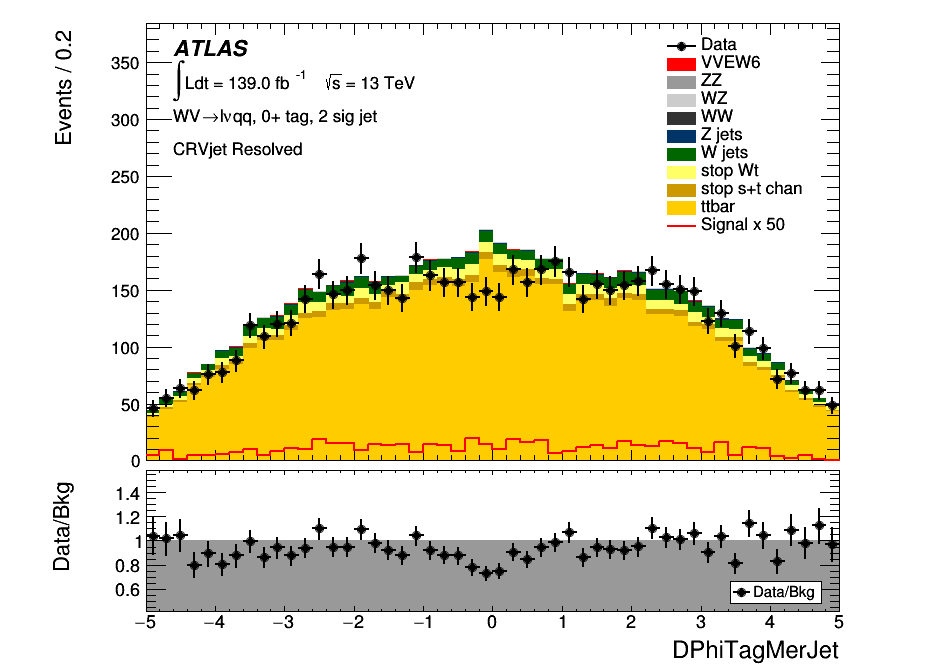 Events / 0.2
350
300
250
200
150
100
50
0
ATLAS
∫Ldt = 139.0 fb⁻¹ √s = 13 TeV
WV→lνqq, 0+ tag, 2 sig jet
CRVjet Resolved
Data
VVEW6
ZZ
WZ
WW
Z jets
W jets
stop Wt
stop s+t chan
ttbar
Signal x 50
Data/Bkg
1.4
1.2
1
0.8
0.6
Data/Bkg
−5 −4 −3 −2 −1 0 1 2 3 4 5
DPhiTagMerJet